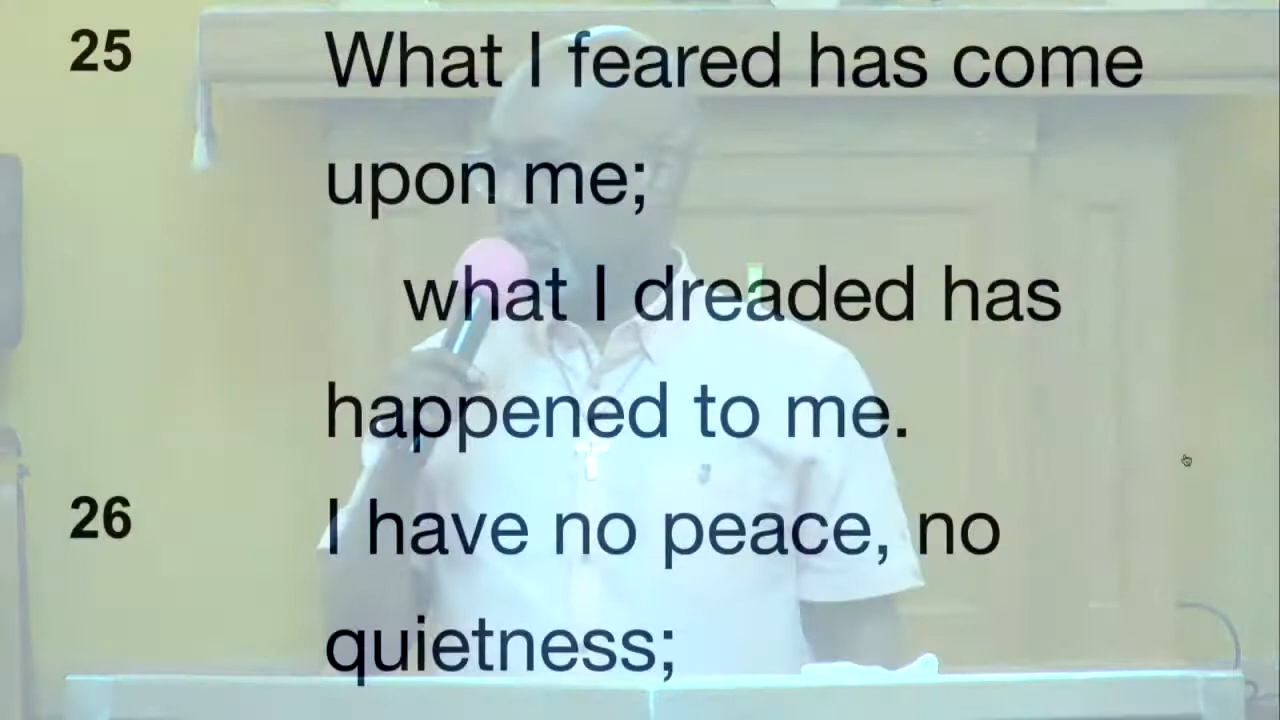 25 What I feared has come
upon me;
what I dreaded has
happened to me.
26 I have no peace, no
quietness;